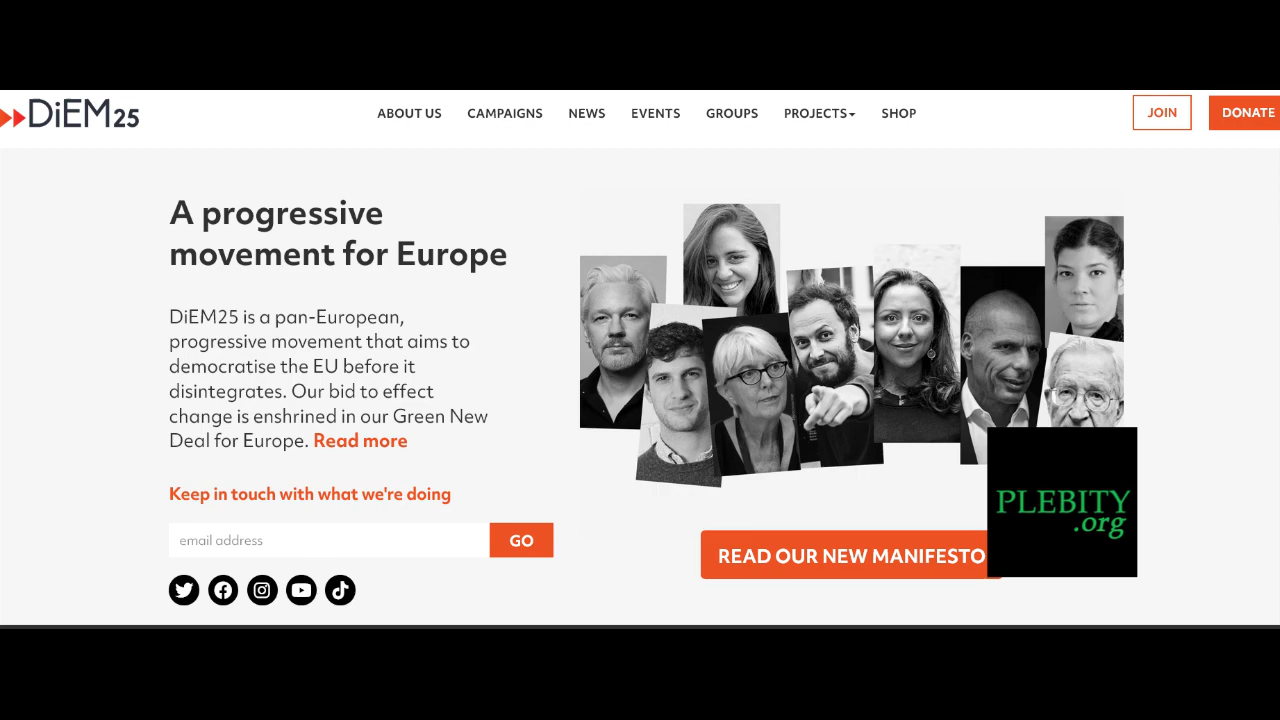 DiEM25
ABOUT US
CAMPAIGNS
NEWS
EVENTS
GROUPS
PROJECTS
SHOP
JOIN
DONATE
A progressive
movement for Europe
DiEM25 is a pan-European,
progressive movement that aims to
democratise the EU before it
disintegrates. Our bid to effect
change is enshrined in our Green New
Deal for Europe. Read more
Keep in touch with what we're doing
email address
GO
READ OUR NEW MANIFESTO
PLEBITY
.org